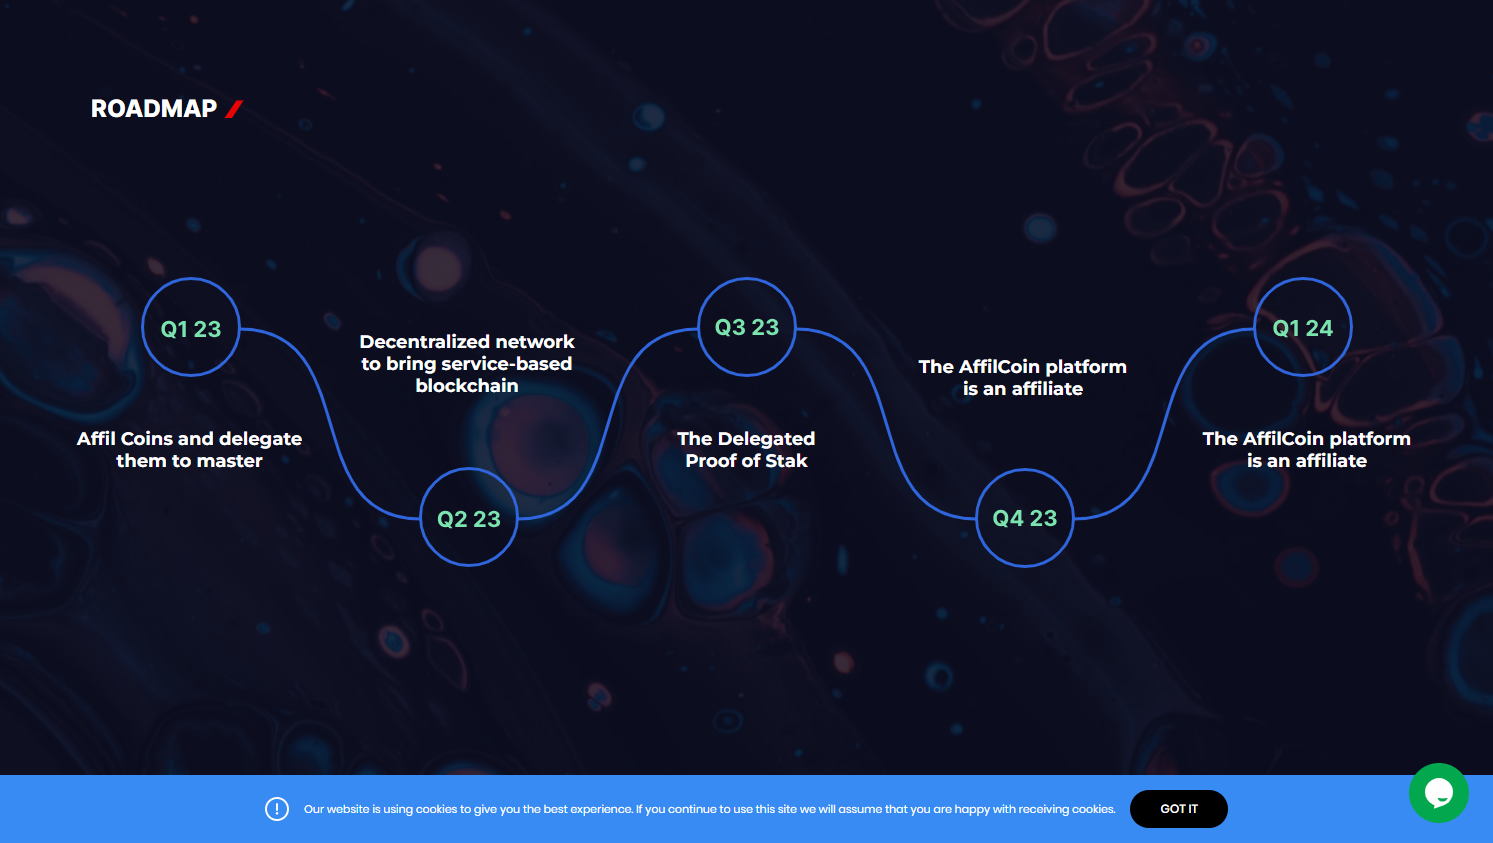 ROADMAP
Q1 23
Affil Coins and delegate
them to master
Decentralized network
to bring service-based
blockchain
Q2 23
Q3 23
The Delegated
Proof of Stak
The AffilCoin platform
is an affiliate
Q4 23
Q1 24
The AffilCoin platform
is an affiliate
Our website is using cookies to give you the best experience. If you continue to use this site we will assume that you are happy with receiving cookies.
GOT IT